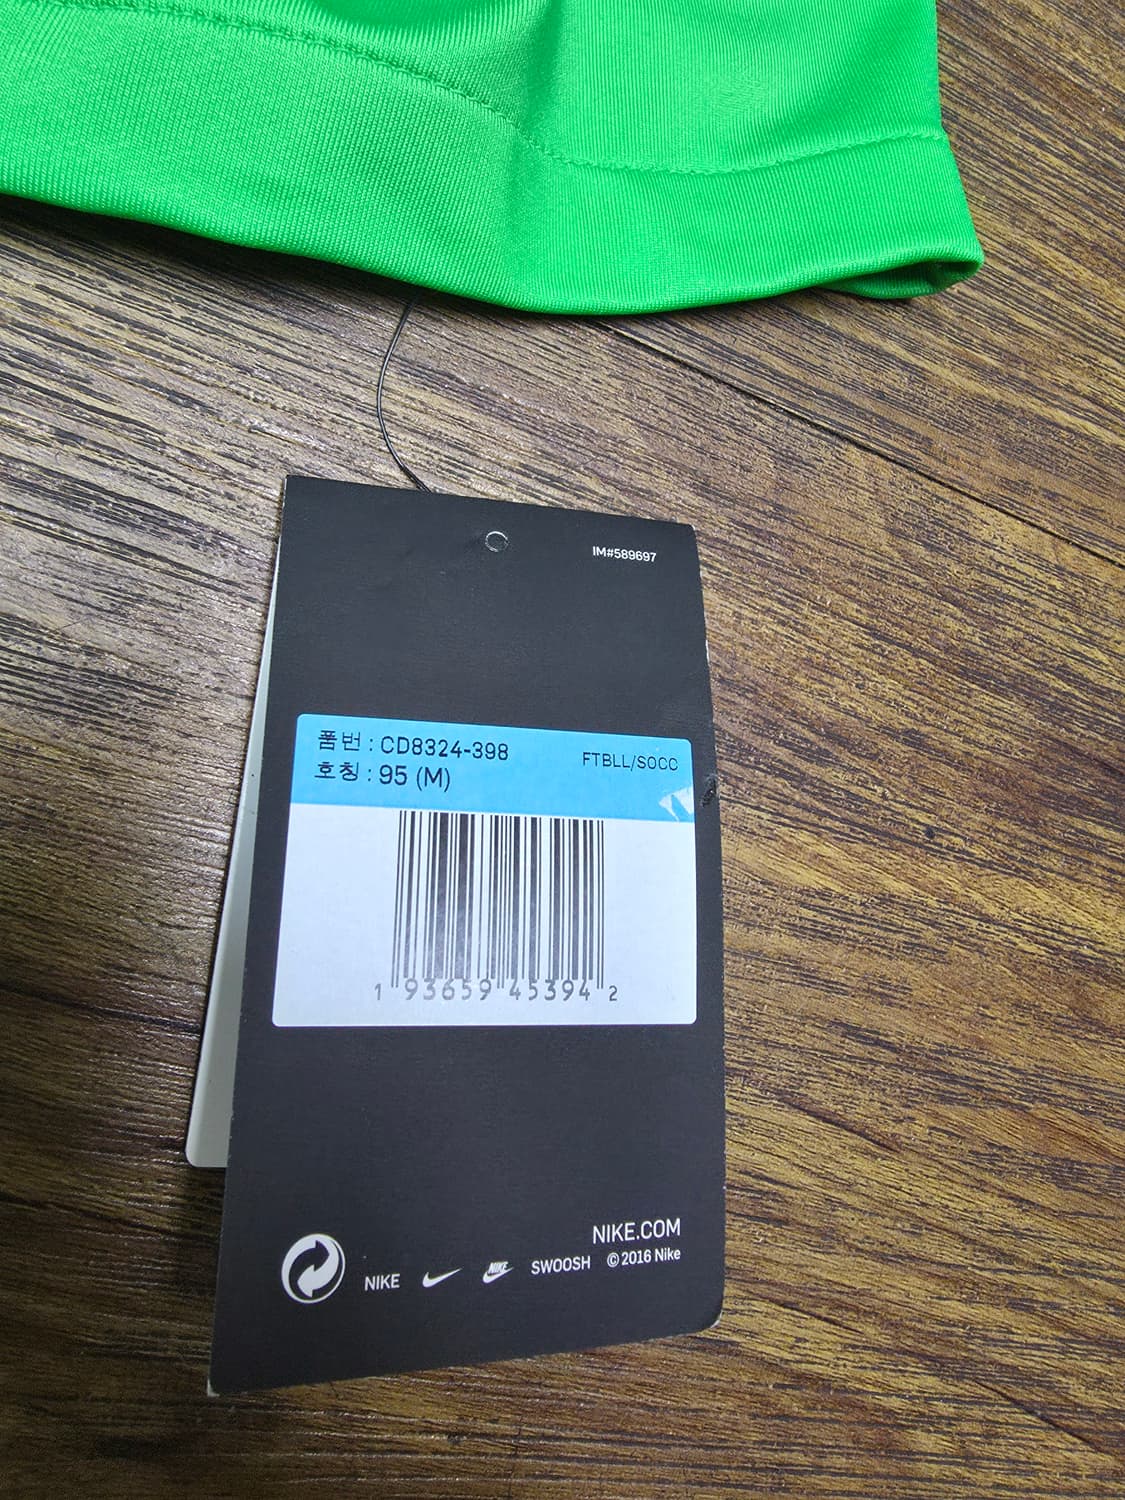 IM#589697
품번 : CD8324-398
호칭 : 95 (M)
FTBLL/SOCC
1 93659 45394 2
NIKE.COM
© 2016 Nike
NIKE NIKE SWOOSH